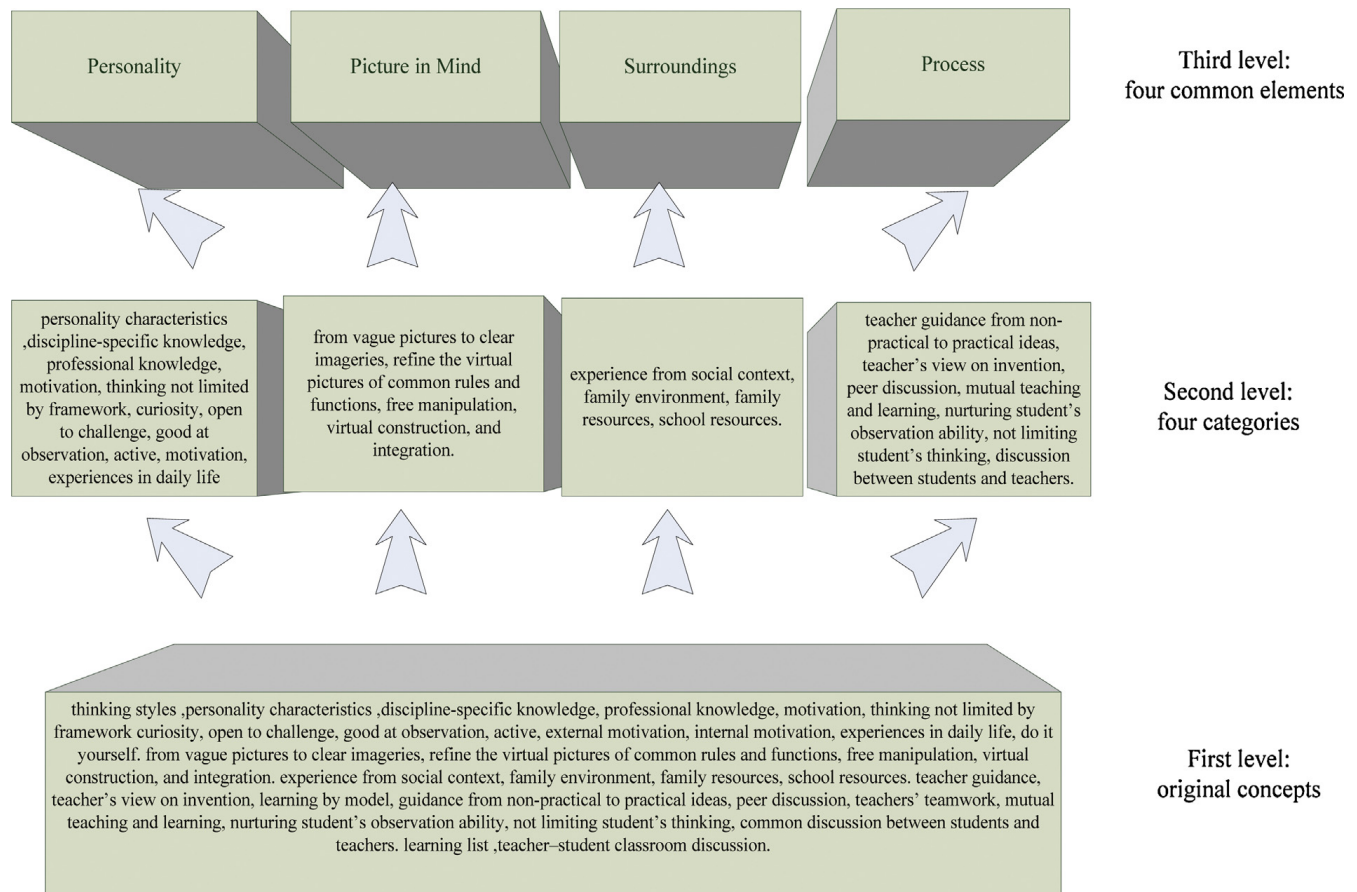 Personality
Picture in Mind
Surroundings
Process
Third level:
four common elements
personality characteristics
,discipline-specific knowledge,
professional knowledge,
motivation, thinking not limited
by framework, curiosity, open
to challenge, good at
observation, active, motivation,
experiences in daily life
from vague pictures to clear
imageries, refine the virtual
pictures of common rules and
functions, free manipulation,
virtual construction, and
integration.
experience from social context,
family environment, family
resources, school resources.
teacher guidance from non-
practical to practical ideas,
teacher’s view on invention,
peer discussion, mutual teaching
and learning, nurturing student’s
observation ability, not limiting
student’s thinking, discussion
between students and teachers.
Second level:
four categories
thinking styles ,personality characteristics ,discipline-specific knowledge, professional knowledge, motivation, thinking not limited by
framework curiosity, open to challenge, good at observation, active, external motivation, internal motivation, experiences in daily life, do it
yourself. from vague pictures to clear imageries, refine the virtual pictures of common rules and functions, free manipulation, virtual
construction, and integration. experience from social context, family environment, family resources, school resources. teacher guidance,
teacher’s view on invention, learning by model, guidance from non-practical to practical ideas, peer discussion, teachers’ teamwork, mutual
teaching and learning, nurturing student’s observation ability, not limiting student’s thinking, common discussion between students and
teachers. learning list ,teacher–student classroom discussion.
First level:
original concepts